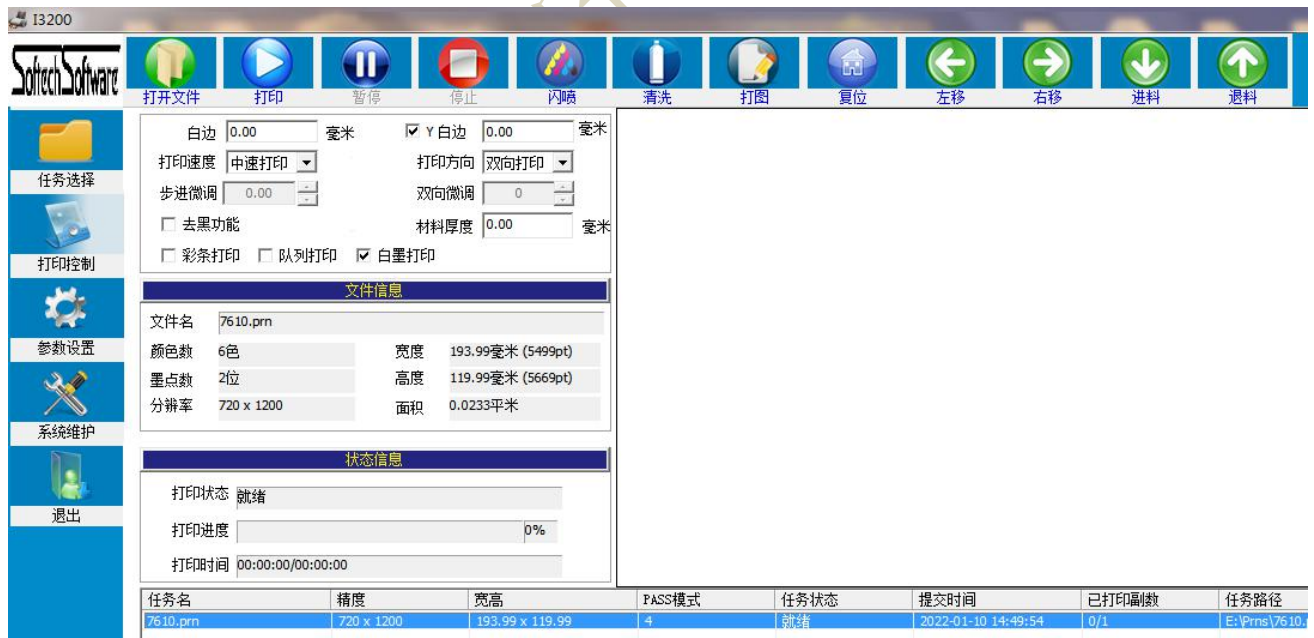 I3200
Softech Software
打开文件 打印 暂停 停止 闪喷 清洗 打图 复位 左移 右移 进料 退料
任务选择
打印控制
参数设置
系统维护
退出
白边 0.00 毫米 Y 白边 0.00 毫米
打印速度 中速打印 打印方向 双向打印
步进微调 0.00 双向微调 0
去黑功能 材料厚度 0.00 毫米
彩条打印 队列打印 白墨打印
文件信息
文件名 7610.prn
颜色数 6色 宽度 193.99毫米 (5499pt)
墨点数 2位 高度 119.99毫米 (5669pt)
分辨率 720 x 1200 面积 0.0233平米
状态信息
打印状态 就绪
打印进度 0%
打印时间 00:00:00/00:00:00
任务名 精度 宽高 PASS模式 任务状态 提交时间 已打印副数 任务路径
7610.prn 720 x 1200 193.99 x 119.99 4 就绪 2022-01-10 14:49:54 0/1 E:\Prns\7610.